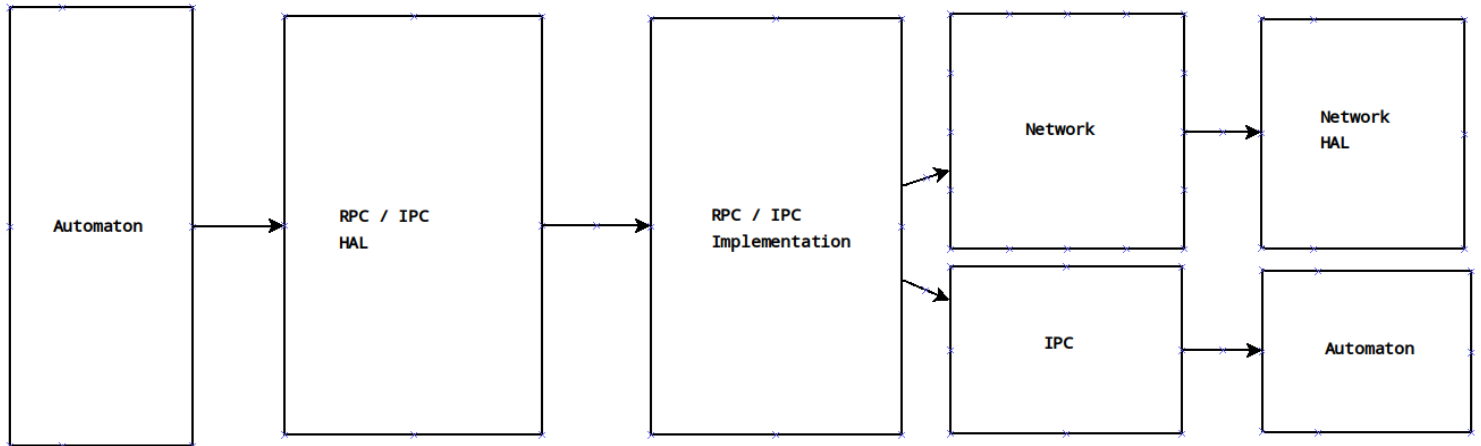 Automaton
RPC / IPC
HAL
RPC / IPC
Implementation
Network
Network
HAL
IPC
Automaton